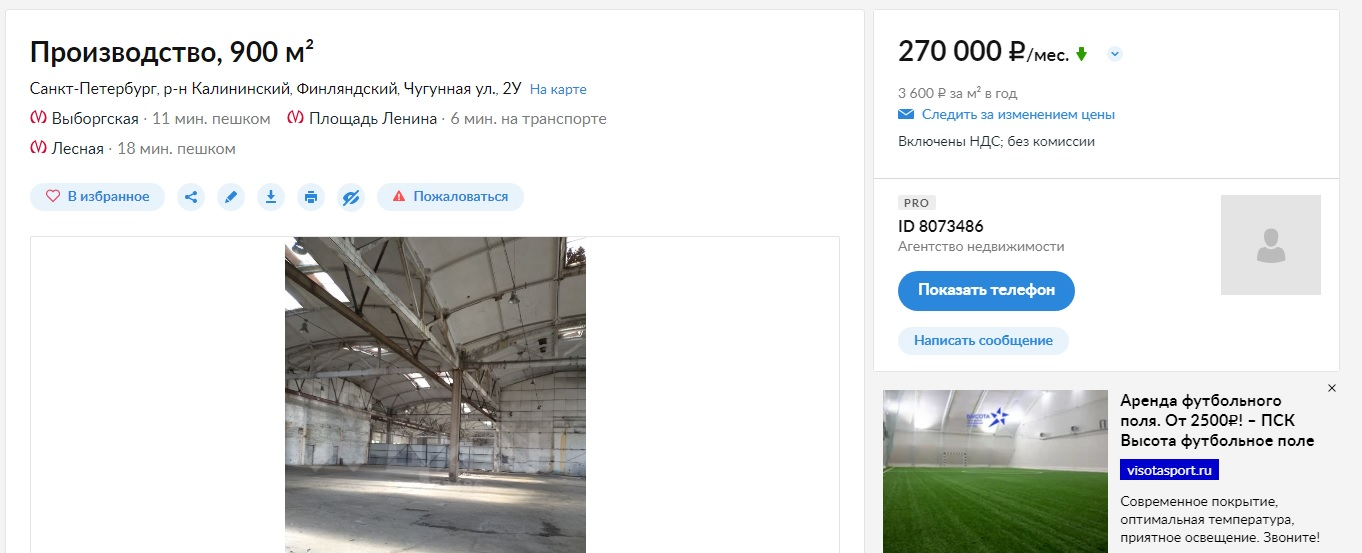 Производство, 900 м²
Санкт-Петербург, р-н Калининский, Финляндский, Чугунная ул., 2У На карте
Выборгская · 11 мин. пешком Площадь Ленина · 6 мин. на транспорте
Лесная · 18 мин. пешком
В избранное Пожаловаться
270 000 ₽/мес.
3 600 ₽ за м² в год
Следить за изменением цены
Включены НДС; без комиссии
PRO
ID 8073486
Агентство недвижимости
Показать телефон
Написать сообщение
ВЫСОТА
Аренда футбольного
поля. От 2500₽! – ПСК
Высота футбольное поле
visotasport.ru
Современное покрытие,
оптимальная температура,
приятное освещение. Звоните!